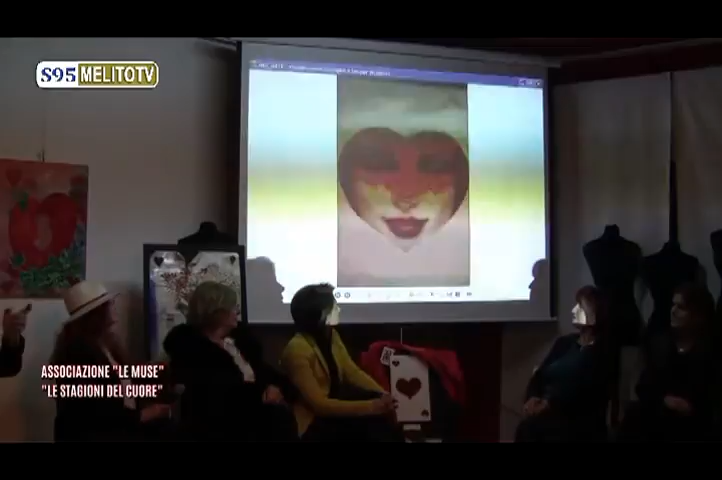 S95 MELITOTV
ASSOCIAZIONE "LE MUSE"
"LE STAGIONI DEL CUORE"